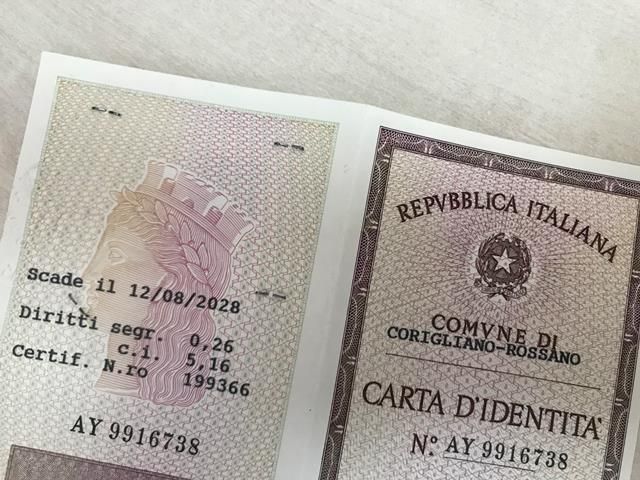 Scade il 12/08/2028
Diritti segr. 0,26
c.i. 5,16
Certif. N.ro 199366
AY 9916738
REPVBBLICA ITALIANA
COMVNE DI
CORIGLIANO-ROSSANO
CARTA D'IDENTITA'
N.° AY 9916738